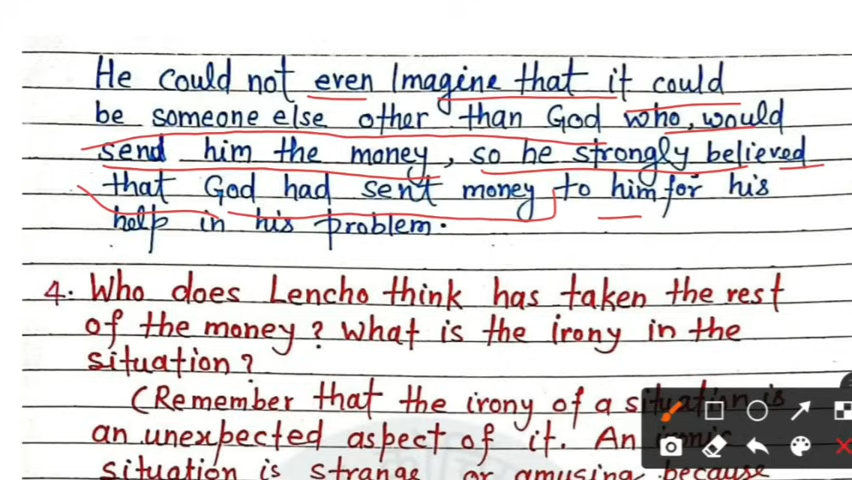 He could not even Imagine that it could
be someone else other than God who, would
send him the money, so he strongly believed
that God had sent money to him for his
help in his problem.
4. Who does Lencho think has taken the rest
of the money? What is the irony in the
situation?
(Remember that the irony of a situation is
an unexpected aspect of it. An ironic
situation is strange or amusing because